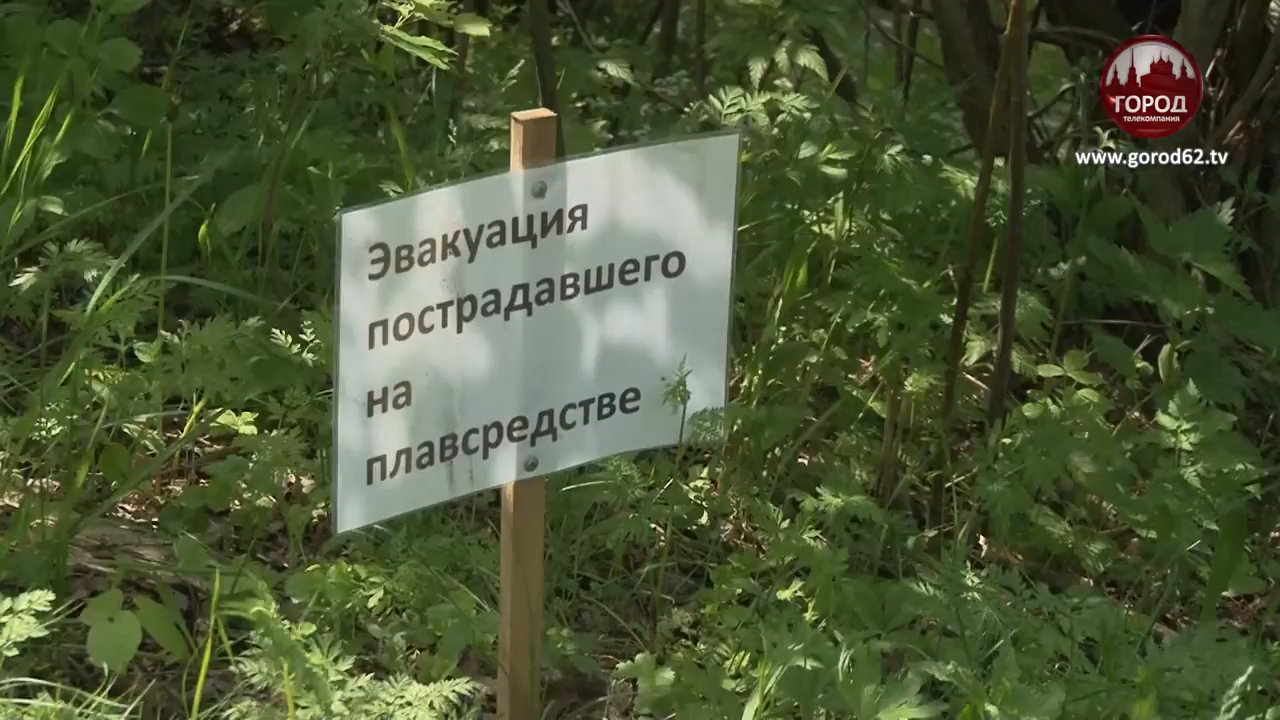 ГОРОД
телекомпания
www.gorod62.tv
Эвакуация
пострадавшего
на
плавсредстве